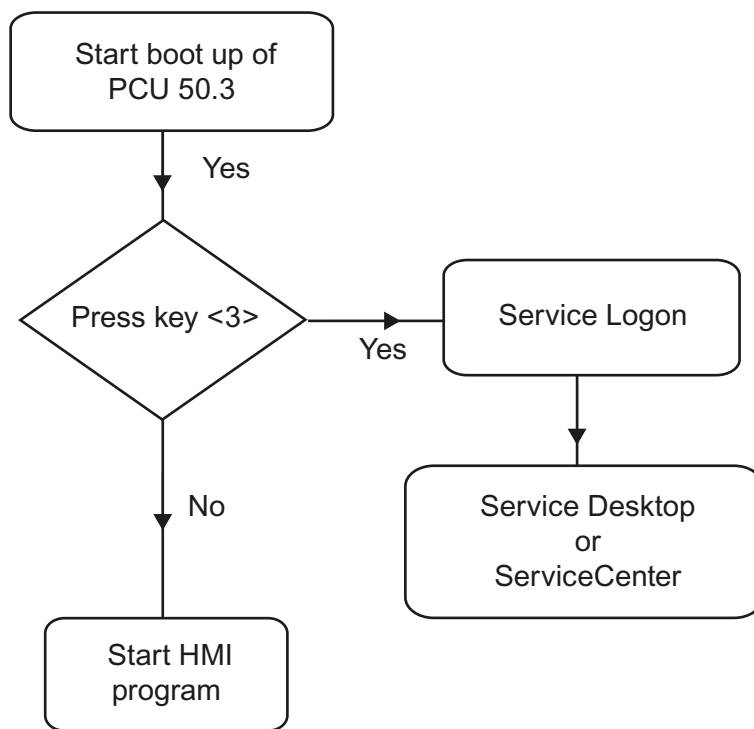 Start boot up of
PCU 50.3
Yes
Press key <3>
Yes
Service Logon
No
Service Desktop
or
ServiceCenter
Start HMI
program